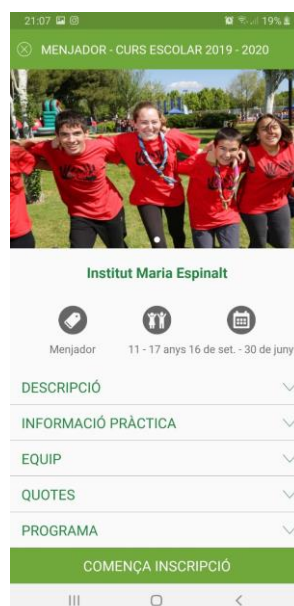 21:07 19%
MENJADOR - CURS ESCOLAR 2019 - 2020
Institut Maria Espinalt
Menjador 11 - 17 anys 16 de set. - 30 de juny
DESCRIPCIÓ
INFORMACIÓ PRÀCTICA
EQUIP
QUOTES
PROGRAMA
COMENÇA INSCRIPCIÓ